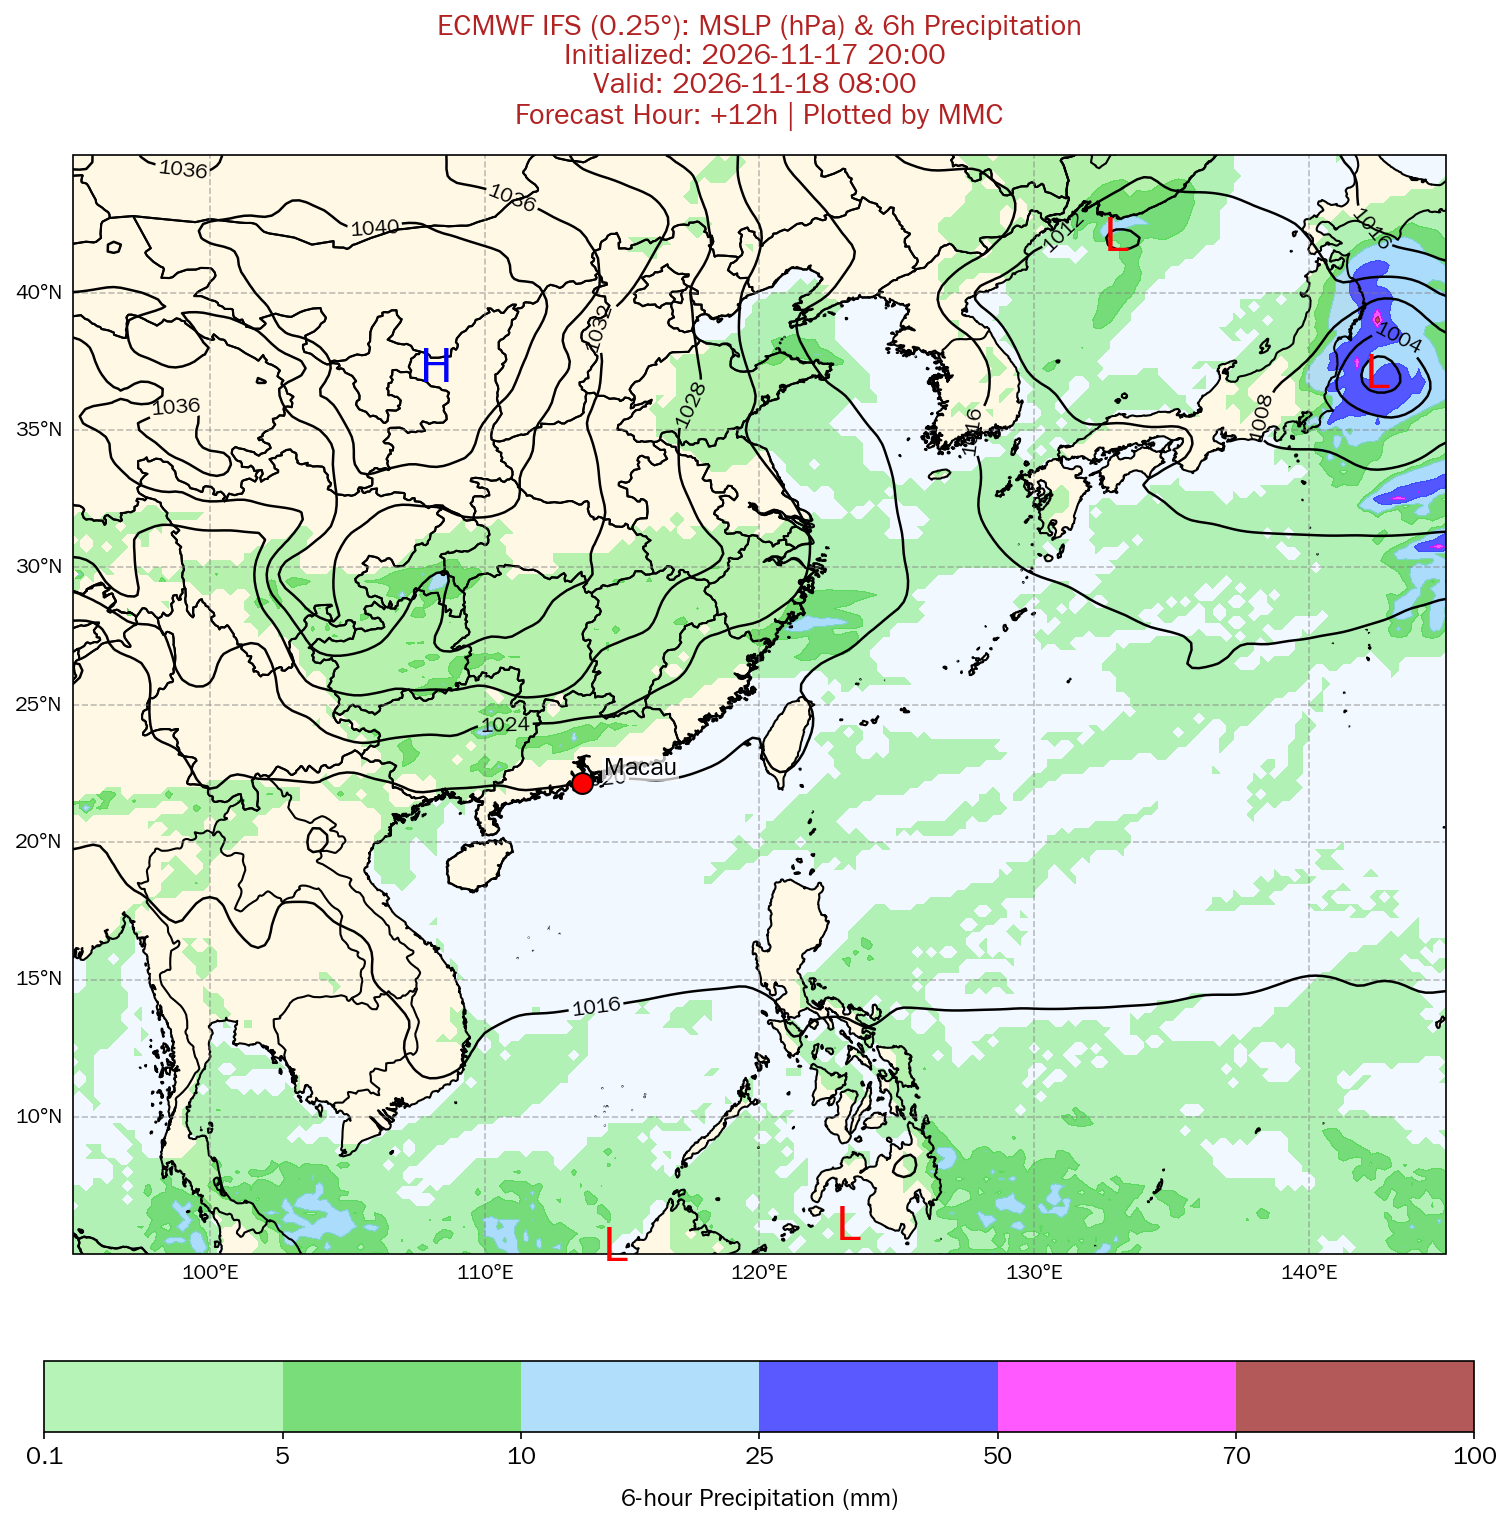 ECMWF IFS (0.25°): MSLP (hPa) & 6h Precipitation
Initialized: 2026-11-17 20:00
Valid: 2026-11-18 08:00
Forecast Hour: +12h | Plotted by MMC
1036
1036
1040
1012
L
1016
40°N
1032
1004
H
L
1028
1036
1008
1016
35°N
30°N
25°N
1024
Macau
20
20°N
15°N
1016
10°N
L
L
100°E 110°E 120°E 130°E 140°E
0.1 5 10 25 50 70 100
6-hour Precipitation (mm)